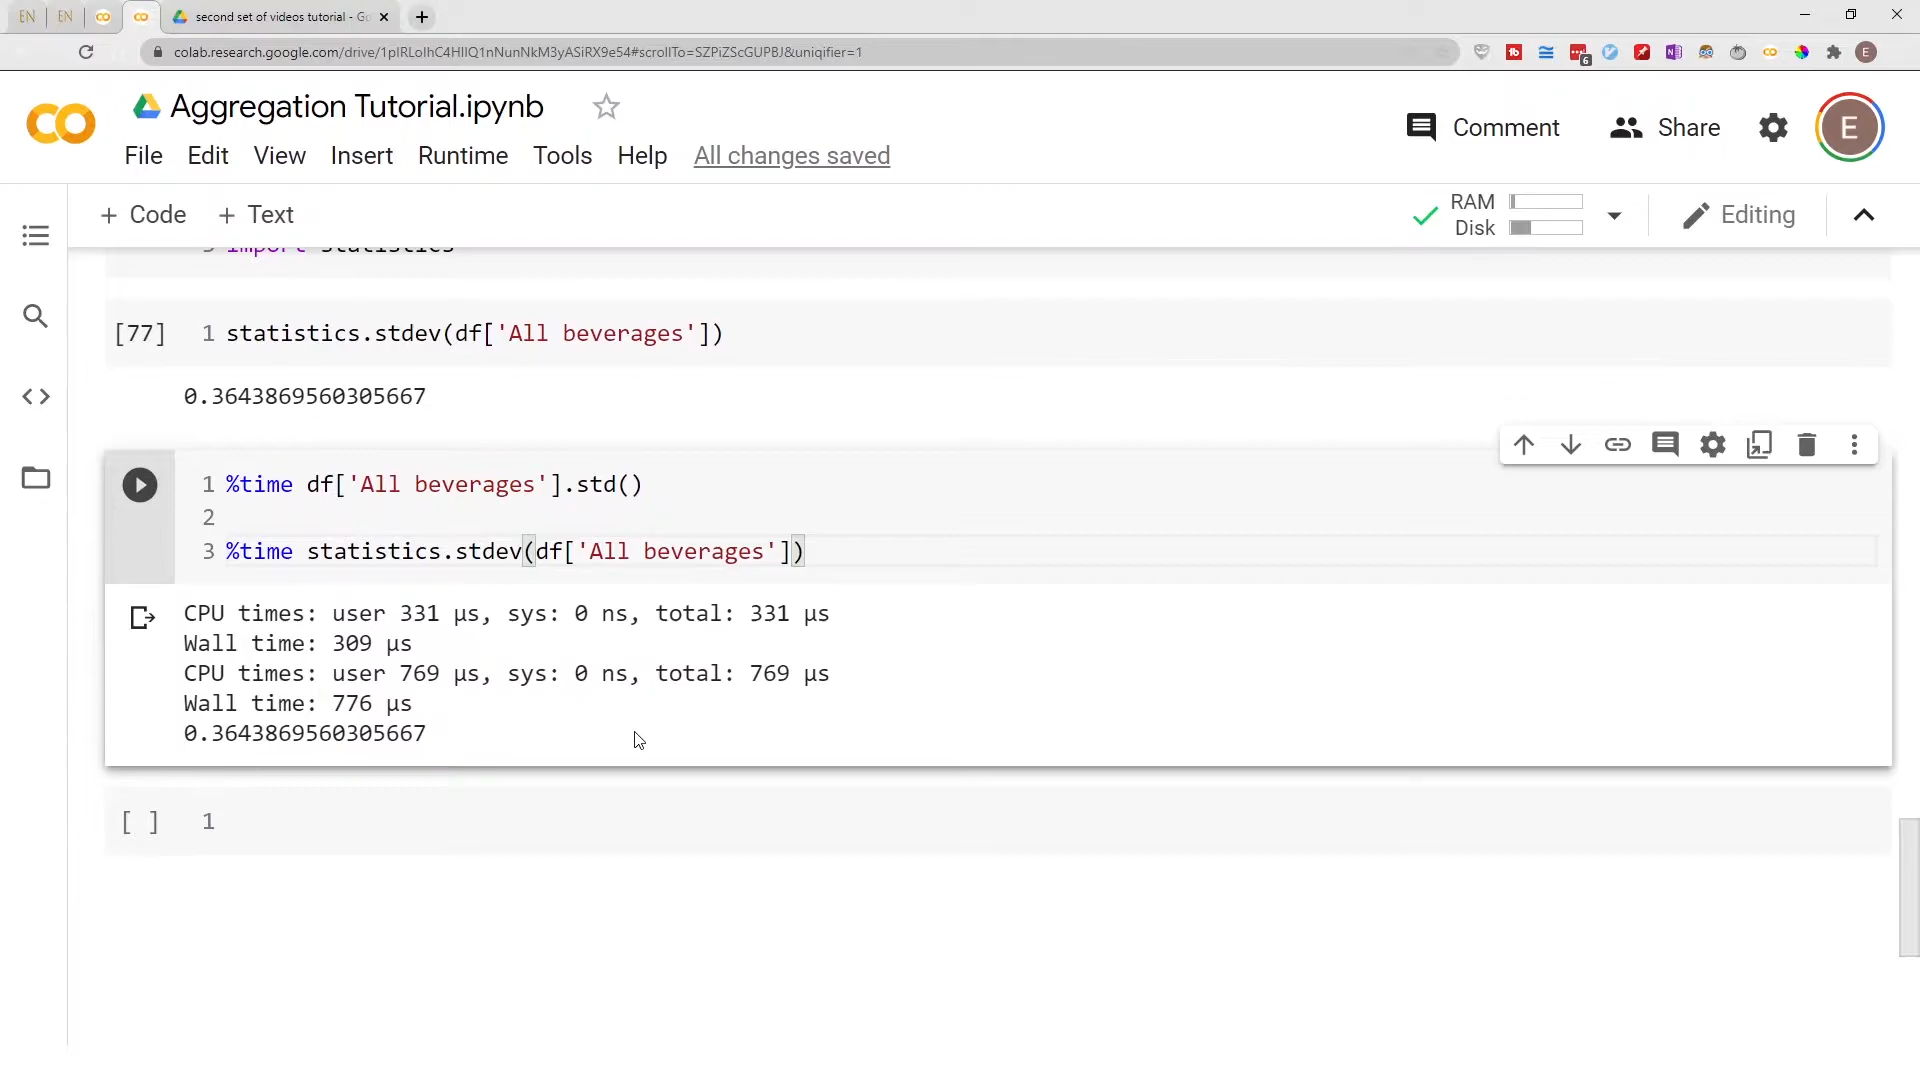 EN
EN
second set of videos tutorial - Go
colab.research.google.com/drive/1pIRLoIhC4HIIQ1nNunNkM3yASiRX9e54#scrollTo=SZPiZScGUPBJ&uniqifier=1
6
E
CO
Aggregation Tutorial.ipynb
Comment
Share
E
File Edit View Insert Runtime Tools Help All changes saved
+ Code + Text
RAM
Disk
Editing
3 import statistics
[77] 1 statistics.stdev(df['All beverages'])
0.3643869560305667
1 %time df['All beverages'].std()
2
3 %time statistics.stdev(df['All beverages'])
CPU times: user 331 µs, sys: 0 ns, total: 331 µs
Wall time: 309 µs
CPU times: user 769 µs, sys: 0 ns, total: 769 µs
Wall time: 776 µs
0.3643869560305667
[ ] 1